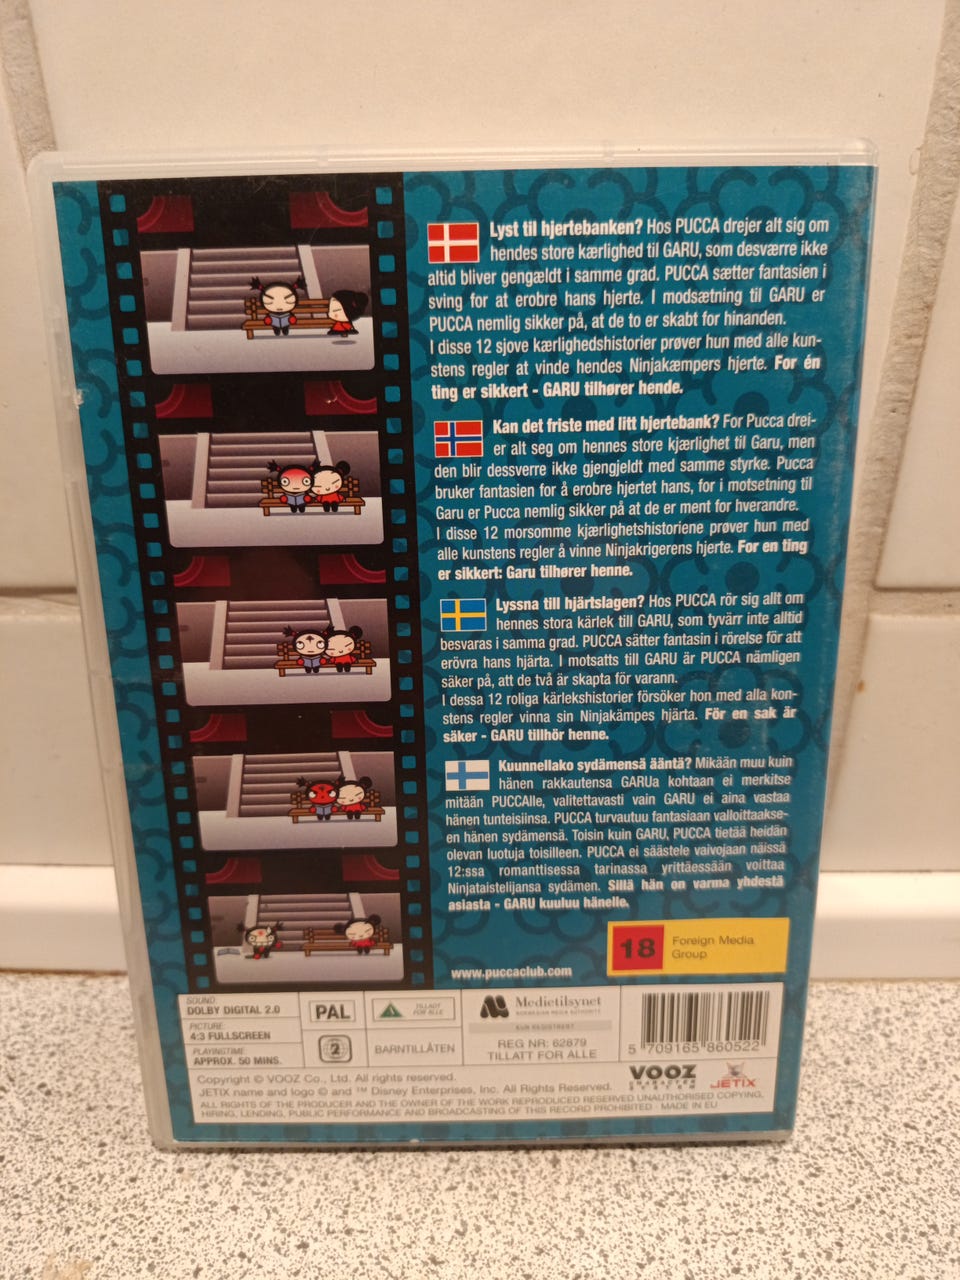 Lyst til hjertebanken? Hos PUCCA drejer alt sig om
hendes store kærlighed til GARU, som desværre ikke
altid bliver gengældt i samme grad. PUCCA sætter fantasien i
sving for at erobre hans hjerte. I modsætning til GARU er
PUCCA nemlig sikker på, at de to er skabt for hinanden.
I disse 12 sjove kærlighedshistorier prøver hun med alle kun-
stens regler at vinde hendes Ninjakæmpers hjerte. For én
ting er sikkert - GARU tilhører hende.
Kan det friste med litt hjertebank? For Pucca drei-
er alt seg om hennes store kjærlighet til Garu, men
den blir dessverre ikke gjengjeldt med samme styrke. Pucca
bruker fantasien for å erobre hjertet hans, for i motsetning til
Garu er Pucca nemlig sikker på at de er ment for hverandre.
I disse 12 morsomme kjærlighetshistoriene prøver hun med
alle kunstens regler å vinne Ninjakrigerens hjerte. For en ting
er sikkert: Garu tilhører henne.
Lyssna till hjärtslagen? Hos PUCCA rör sig allt om
hennes stora kärlek till GARU, som tyvärr inte alltid
besvaras i samma grad. PUCCA sätter fantasin i rörelse för att
erövra hans hjärta. I motsats till GARU är PUCCA nämligen
säker på, att de två är skapta för varann.
I dessa 12 roliga kärlekshistorier försöker hon med alla kon-
stens regler vinna sin Ninjakämpes hjärta. För en sak är
säker - GARU tillhör henne.
Kuunnellako sydämensä ääntä? Mikään muu kuin
hänen rakkautensa GARUa kohtaan ei merkitse
mitään PUCCAlle, valitettavasti vain GARU ei aina vastaa
hänen tunteisiinsa. PUCCA turvautuu fantasiaan valloittaakse-
en hänen sydämensä. Toisin kuin GARU, PUCCA tietää heidän
olevan luotuja toisilleen. PUCCA ei säästele vaivojaan näissä
12:ssa romanttisessa tarinassa yrittäessään voittaa
Ninjataistelijansa sydämen. Sillä hän on varma yhdestä
asiasta - GARU kuuluu hänelle.
18 Foreign Media
Group
www.puccaclub.com
SOUND:
DOLBY DIGITAL 2.0
PICTURE:
4:3 FULLSCREEN
PLAYINGTIME:
APPROX. 50 MINS.
PAL
2
TILLADT
FOR ALLE
BARNTILLÅTEN
Medietilsynet
NORWEGIAN MEDIA AUTHORITY
KUN REGISTRERT
REG NR: 62879
TILLATT FOR ALLE
5 709165 860522
VOOZ
CHARACTER
JETIX
Copyright © VOOZ Co., Ltd. All rights reserved.
JETIX name and logo © and ™ Disney Enterprises, Inc. All Rights Reserved.
ALL RIGHTS OF THE PRODUCER AND THE OWNER OF THE WORK REPRODUCED RESERVED UNAUTHORISED COPYING,
HIRING, LENDING, PUBLIC PERFORMANCE AND BROADCASTING OF THIS RECORD PROHIBITED · MADE IN EU